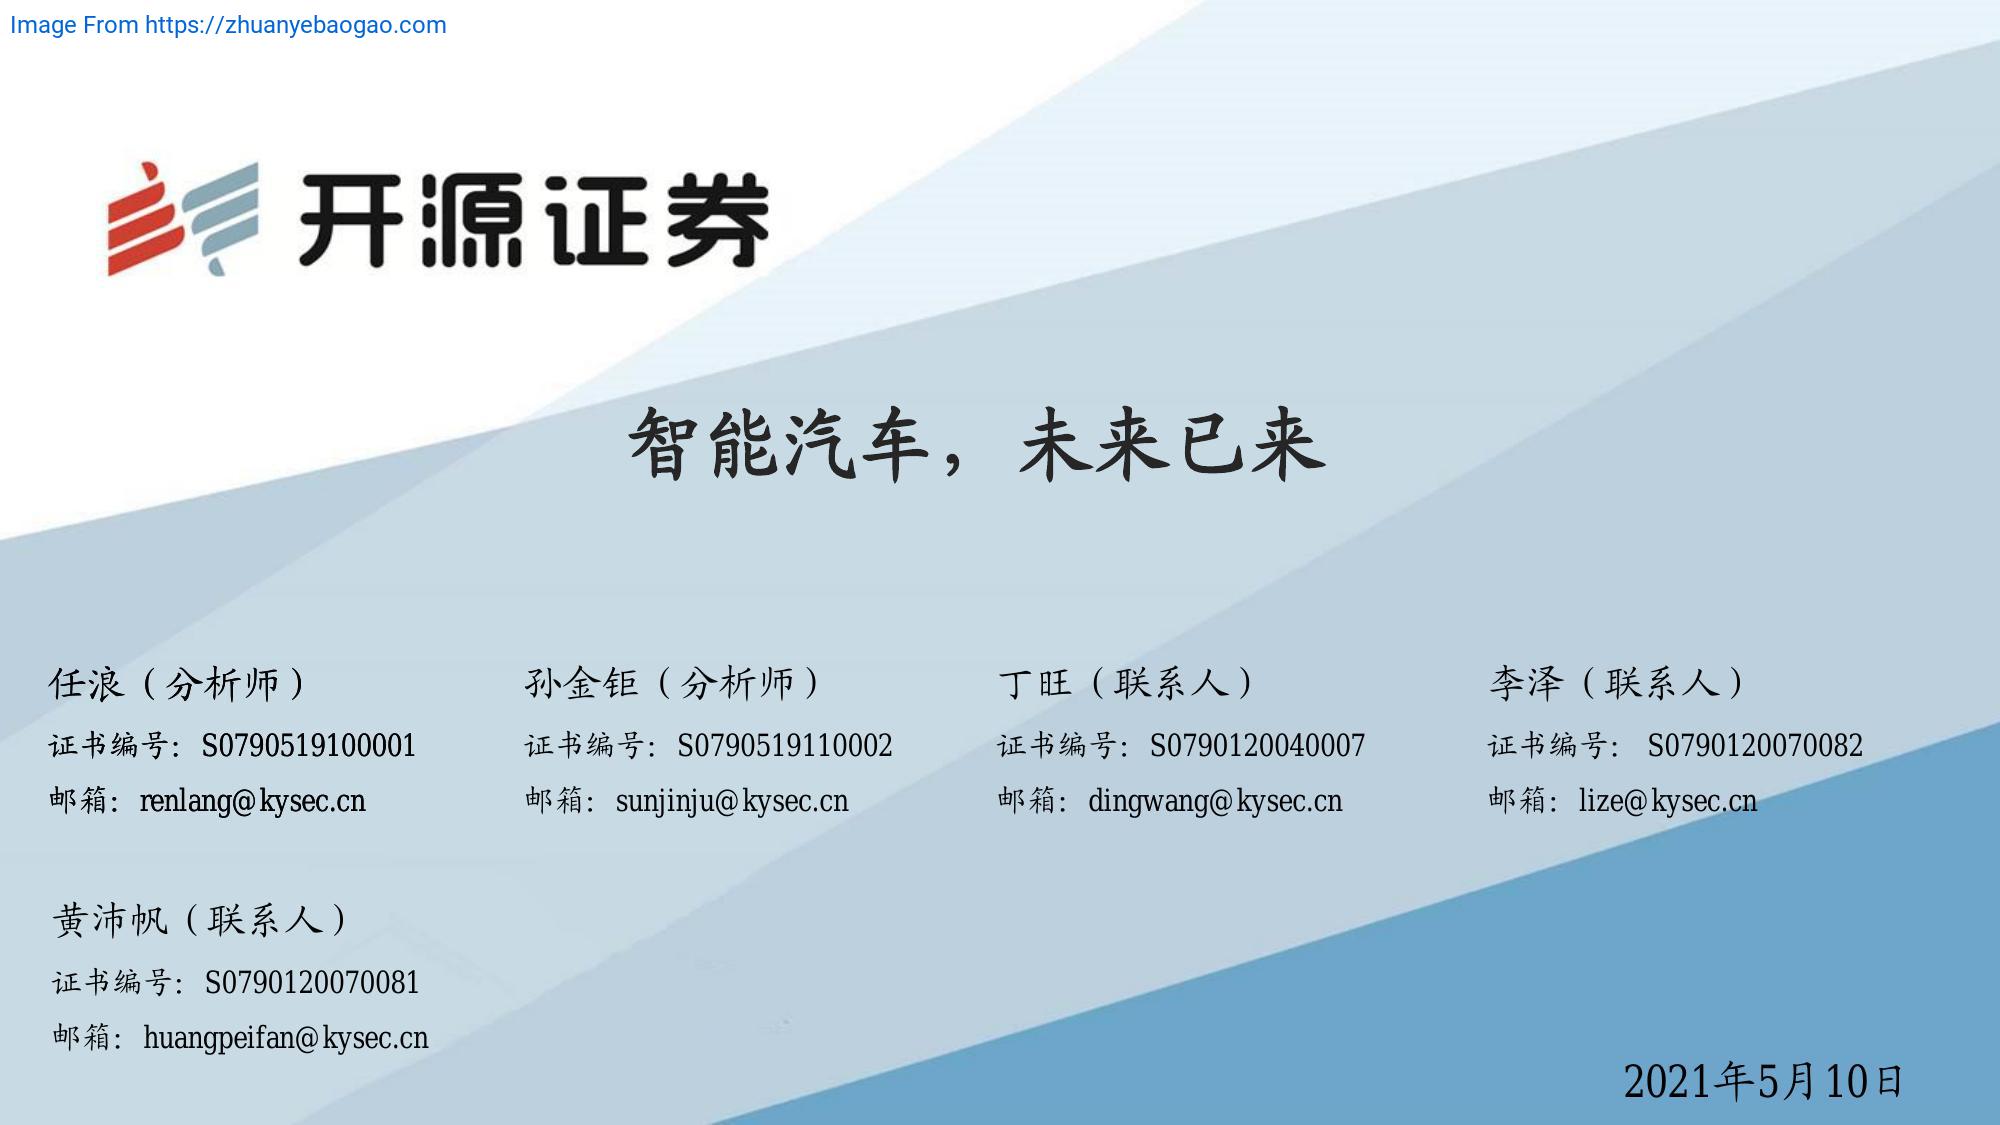 Image From https://zhuanyebaogao.com
开源证券
智能汽车，未来已来
任浪（分析师）
证书编号：S0790519100001
邮箱：renlang@kysec.cn
孙金钜（分析师）
证书编号：S0790519110002
邮箱：sunjinju@kysec.cn
丁旺（联系人）
证书编号：S0790120040007
邮箱：dingwang@kysec.cn
李泽（联系人）
证书编号： S0790120070082
邮箱：lize@kysec.cn
黄沛帆（联系人）
证书编号：S0790120070081
邮箱：huangpeifan@kysec.cn
2021年5月10日